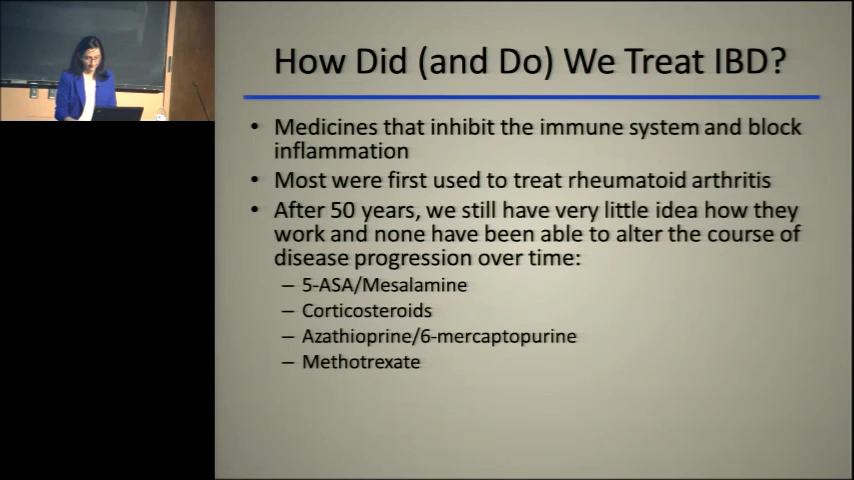 How Did (and Do) We Treat IBD?
• Medicines that inhibit the immune system and block
inflammation
• Most were first used to treat rheumatoid arthritis
• After 50 years, we still have very little idea how they
work and none have been able to alter the course of
disease progression over time:
– 5-ASA/Mesalamine
– Corticosteroids
– Azathioprine/6-mercaptopurine
– Methotrexate